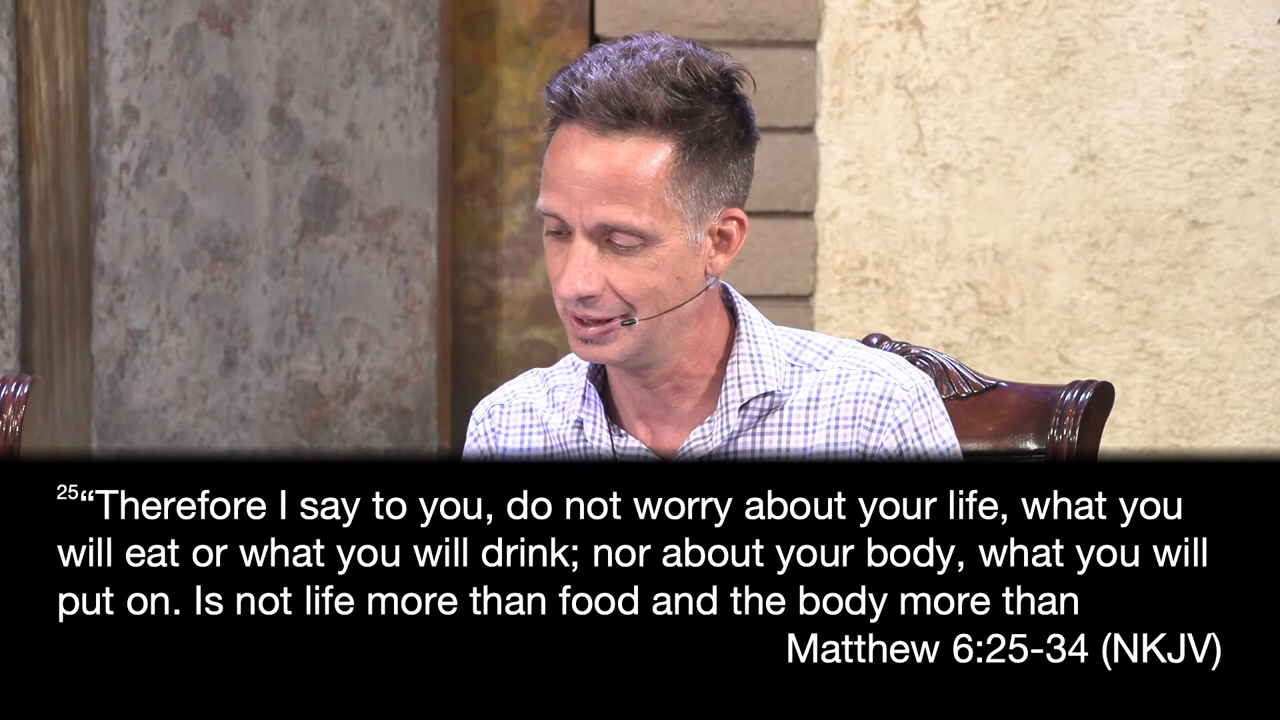 25“Therefore I say to you, do not worry about your life, what you
will eat or what you will drink; nor about your body, what you will
put on. Is not life more than food and the body more than
Matthew 6:25-34 (NKJV)